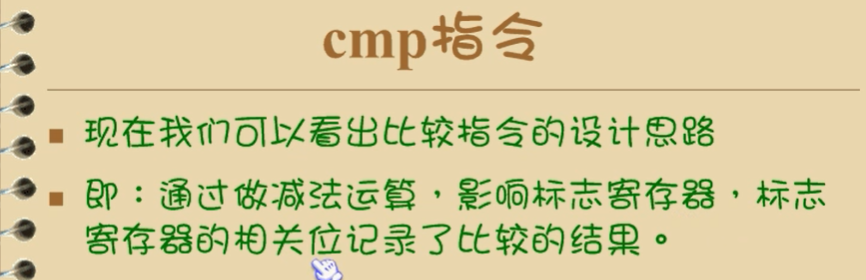 cmp指令
现在我们可以看出比较指令的设计思路
即：通过做减法运算，影响标志寄存器，标志
寄存器的相关位记录了比较的结果。